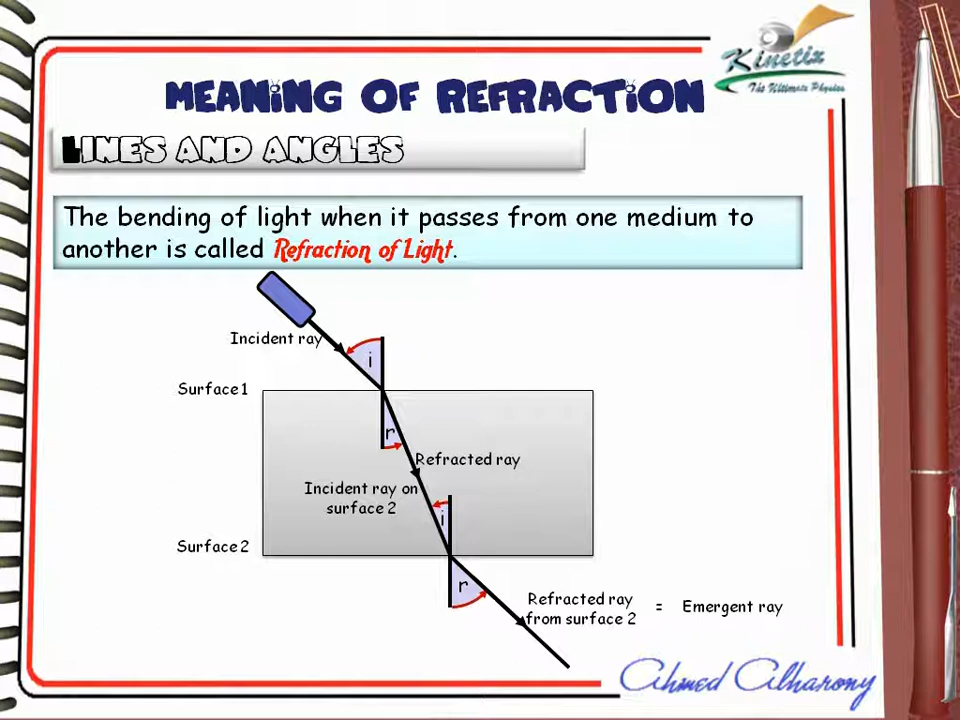 Kinetix
The Ultimate Physics
MEANING OF REFRACTION
LINES AND ANGLES
The bending of light when it passes from one medium to
another is called Refraction of Light.
Incident ray
i
Surface 1
r
Refracted ray
Incident ray on
surface 2
i
Surface 2
r
Refracted ray
from surface 2
= Emergent ray
Ahmed Alharony